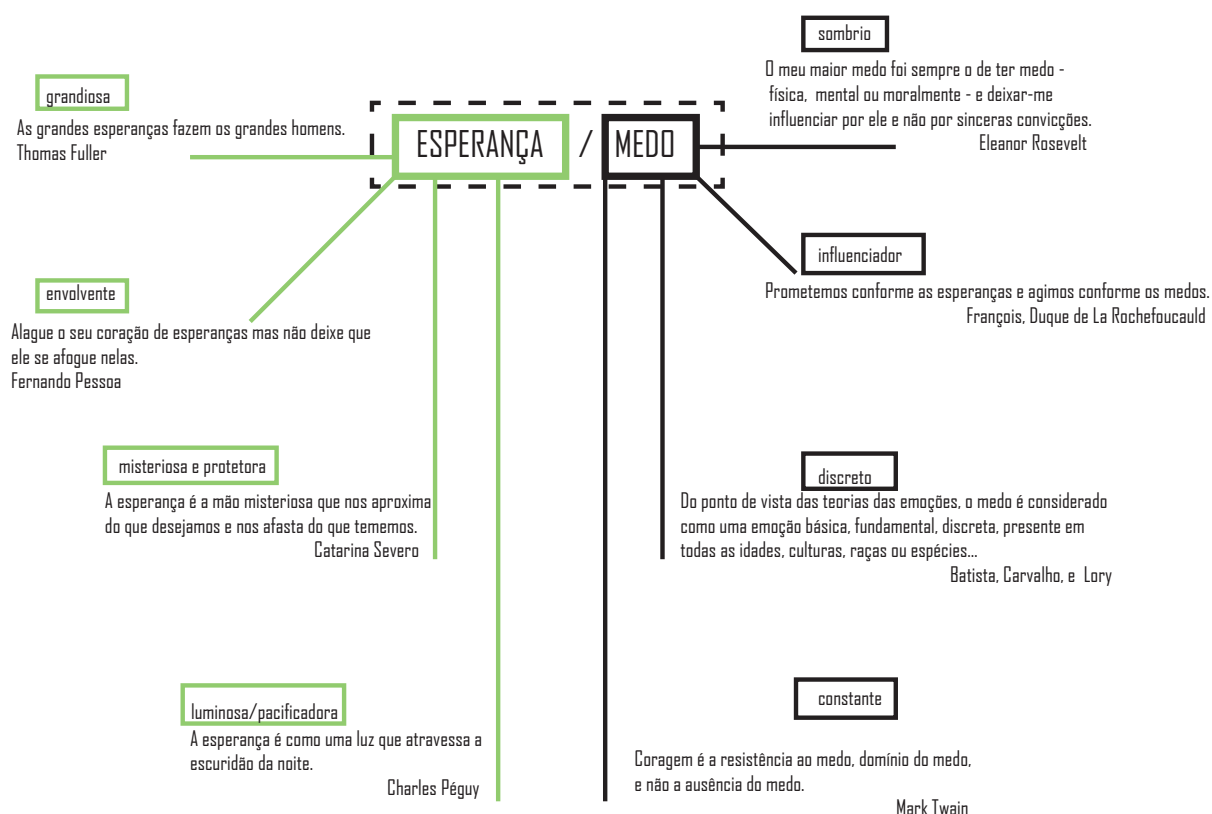 sombrio
O meu maior medo foi sempre o de ter medo -
física, mental ou moralmente - e deixar-me
influenciar por ele e não por sinceras convicções.
Eleanor Rosevelt
grandiosa
As grandes esperanças fazem os grandes homens.
Thomas Fuller
ESPERANÇA / MEDO
influenciador
Prometemos conforme as esperanças e agimos conforme os medos.
François, Duque de La Rochefoucauld
envolvente
Alague o seu coração de esperanças mas não deixe que
ele se afogue nelas.
Fernando Pessoa
misteriosa e protetora
A esperança é a mão misteriosa que nos aproxima
do que desejamos e nos afasta do que tememos.
Catarina Severo
discreto
Do ponto de vista das teorias das emoções, o medo é considerado
como uma emoção básica, fundamental, discreta, presente em
todas as idades, culturas, raças ou espécies...
Batista, Carvalho, e Lory
luminosa/pacificadora
A esperança é como uma luz que atravessa a
escuridão da noite.
Charles Péguy
constante
Coragem é a resistência ao medo, domínio do medo,
e não a ausência do medo.
Mark Twain